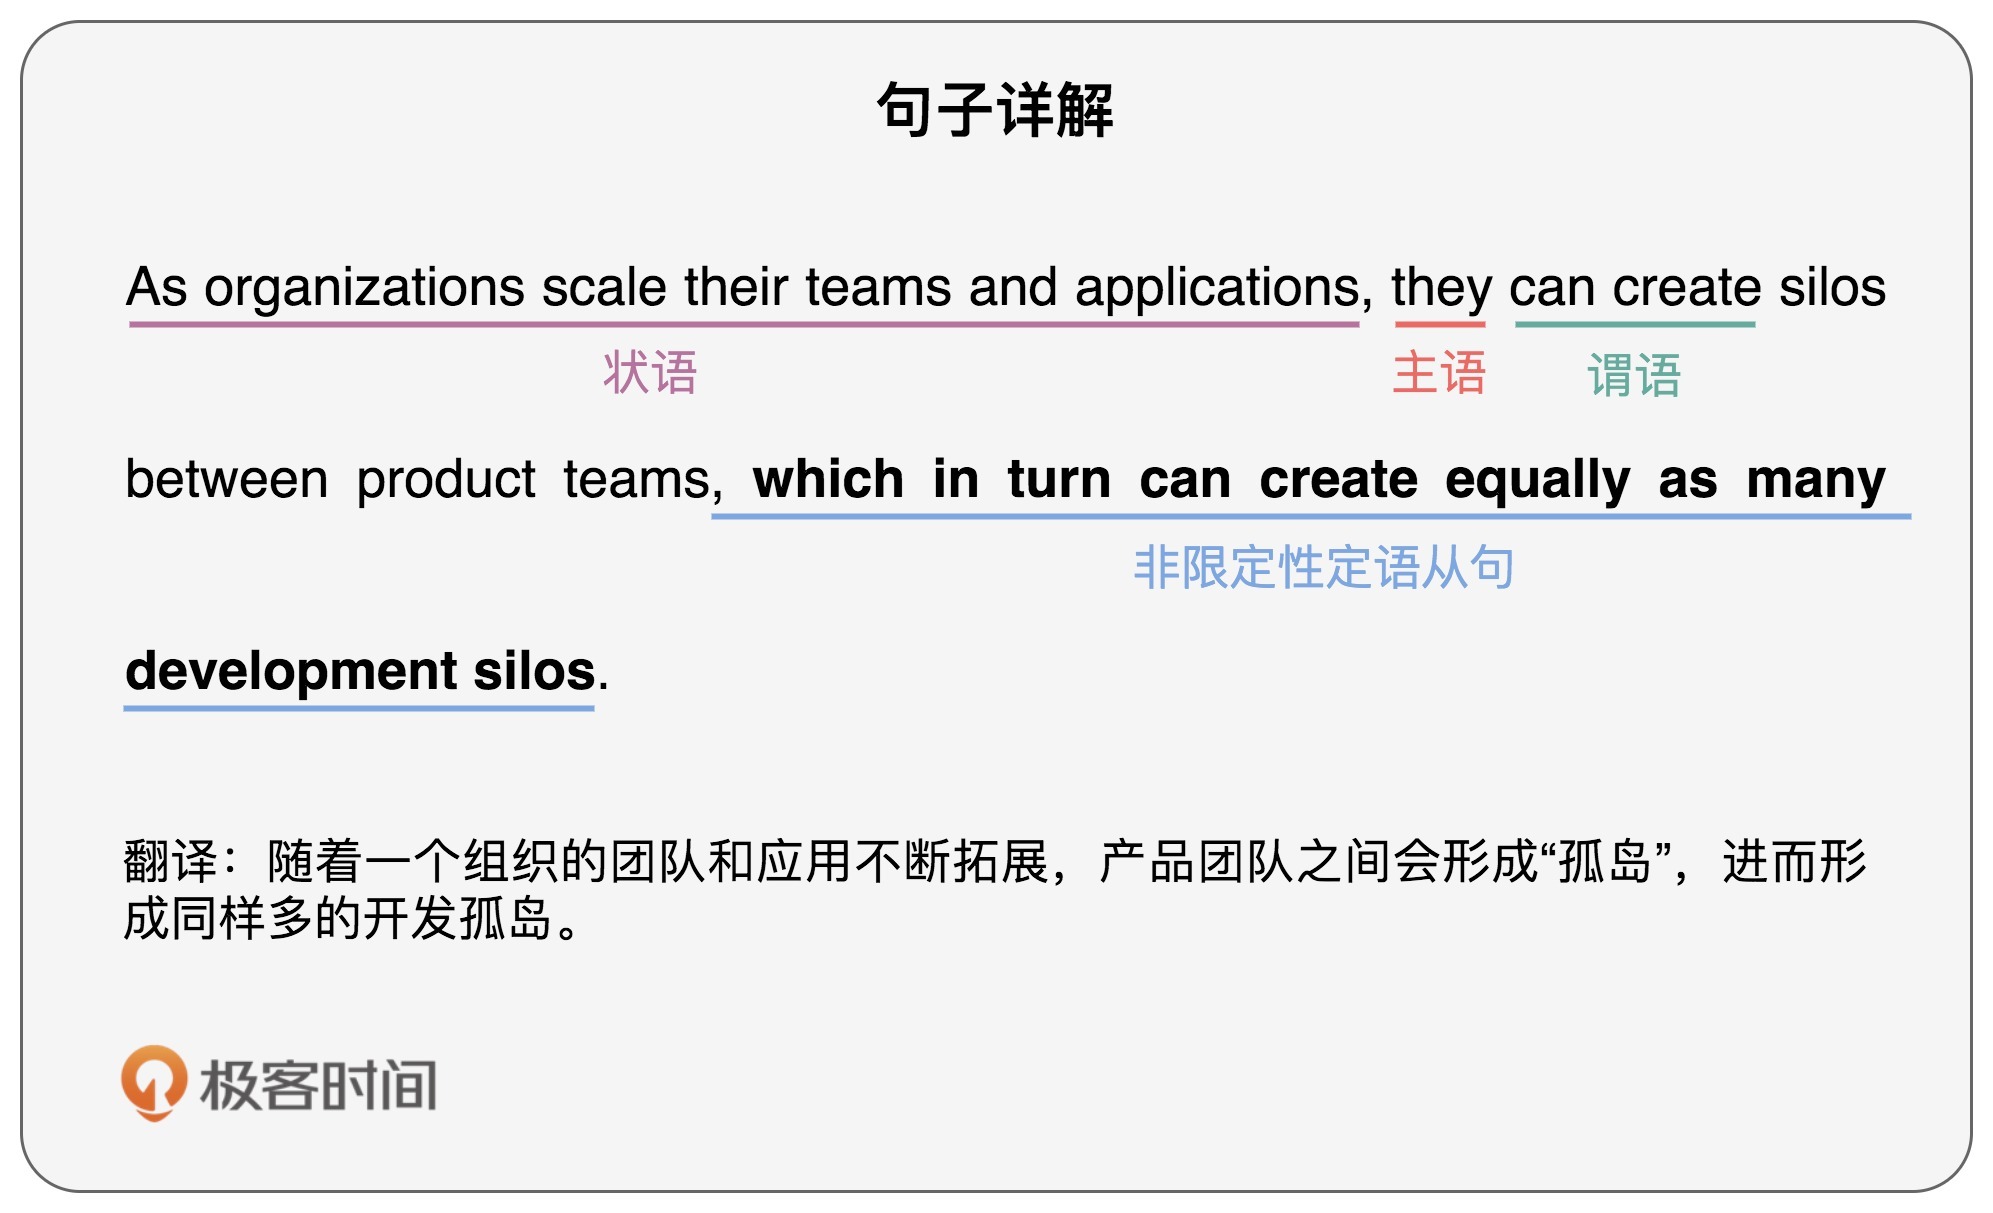 句子详解
As organizations scale their teams and applications, they can create silos
状语 主语 谓语
between product teams, which in turn can create equally as many
非限定性定语从句
development silos.
翻译：随着一个组织的团队和应用不断拓展，产品团队之间会形成“孤岛”，进而形
成同样多的开发孤岛。
极客时间